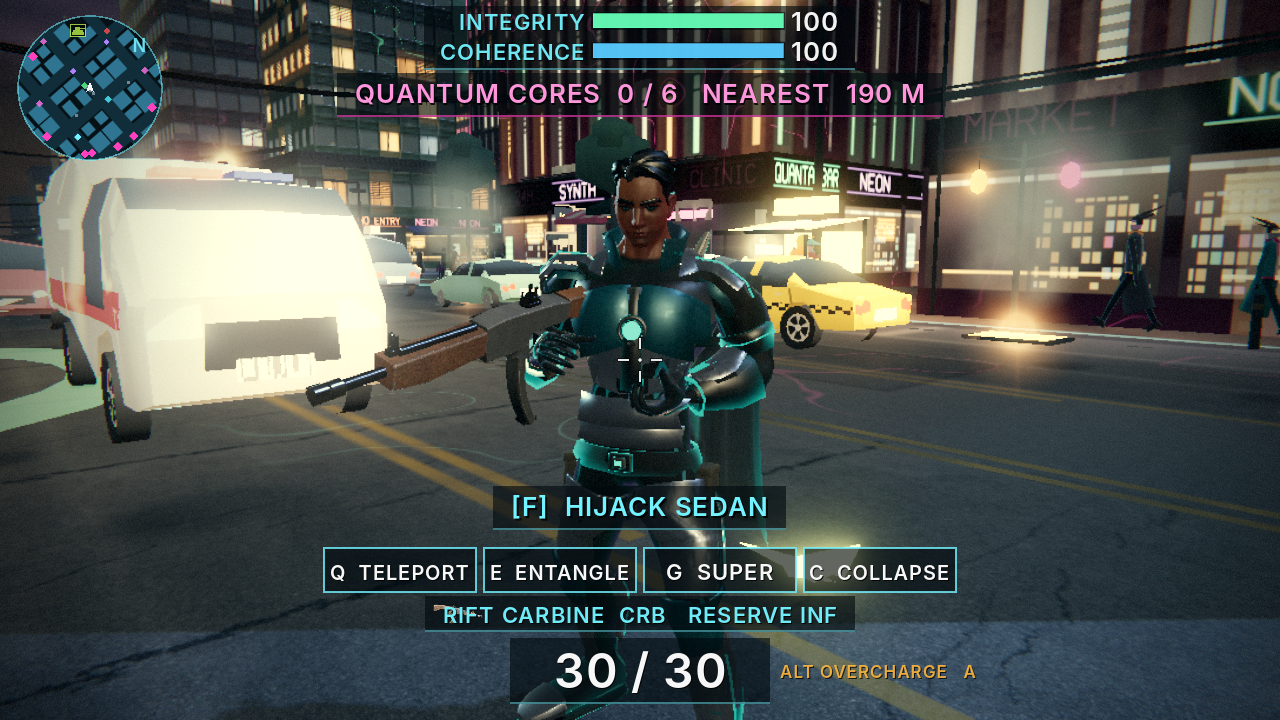 INTEGRITY 100
COHERENCE 100
N
QUANTUM CORES 0 / 6 NEAREST 190 M
MARKET
NO
CLINIC
QUANTA BAR
SYNTH
NEON
NEON
[F] HIJACK SEDAN
Q TELEPORT
E ENTANGLE
G SUPER
C COLLAPSE
RIFT CARBINE CRB RESERVE INF
30 / 30
ALT OVERCHARGE A